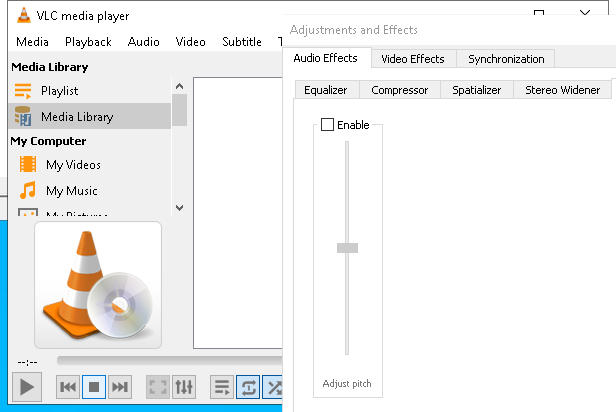 VLC media player
Media Playback Audio Video Subtitle
Media Library
Playlist
Media Library
My Computer
My Videos
My Music
My Pictures
--:--
Adjustments and Effects
Audio Effects Video Effects Synchronization
Equalizer Compressor Spatializer Stereo Widener
Enable
Adjust pitch